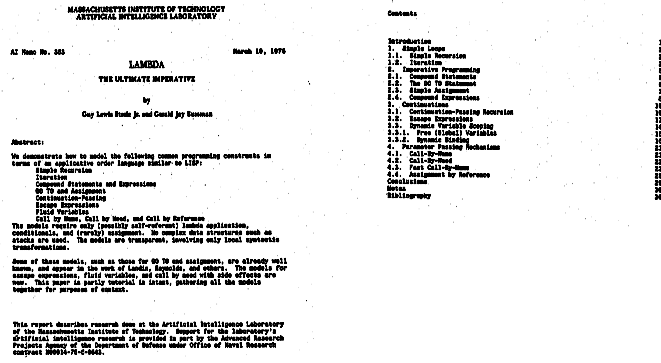 MASSACHUSETTS INSTITUTE OF TECHNOLOGY
ARTIFICIAL INTELLIGENCE LABORATORY
AI Memo No. 353
March 10, 1976
LAMBDA
THE ULTIMATE IMPERATIVE
by
Guy Lewis Steele Jr. and Gerald Jay Sussman
Abstract:
We demonstrate how to model the following common programming constructs in
terms of an applicative order language similar to LISP:
Simple Recursion
Iteration
Compound Statements and Expressions
GO TO and Assignment
Continuation-Passing
Escape Expressions
Fluid Variables
Call by Name, Call by Need, and Call by Reference
The models require only (possibly self-referent) lambda application,
conditionals, and (rarely) assignment. No complex data structures such as
stacks are used. The models are transparent, involving only local syntactic
transformations.
Some of these models, such as those for GO TO and assignment, are already well
known, and appear in the work of Landin, Reynolds, and others. The models for
escape expressions, fluid variables, and call by need with side effects are
new. This paper is partly tutorial in intent, gathering all the models
together for purposes of context.
This report describes research done at the Artificial Intelligence Laboratory
of the Massachusetts Institute of Technology. Support for the laboratory's
artificial intelligence research is provided in part by the Advanced Research
Projects Agency of the Department of Defense under Office of Naval Research
contract
Contents
Introduction
1. Simple Loops
1.1. Simple Recursion
1.2. Iteration
2. Imperative Programming
2.1. Compound Statements
2.2. The GO TO Statement
2.3. Simple Assignment
2.4. Compound Expressions
3. Continuations
3.1. Continuation-Passing Recursion
3.2. Escape Expressions
3.3. Dynamic Variable Scoping
3.3.1. Free (Global) Variables
3.3.2. Dynamic Binding
4. Parameter Passing Mechanisms
4.1. Call-By-Name
4.2. Call-By-Need
4.3. Fast Call-By-Name
4.4. Assignment by Reference
Conclusions
Notes
Bibliography